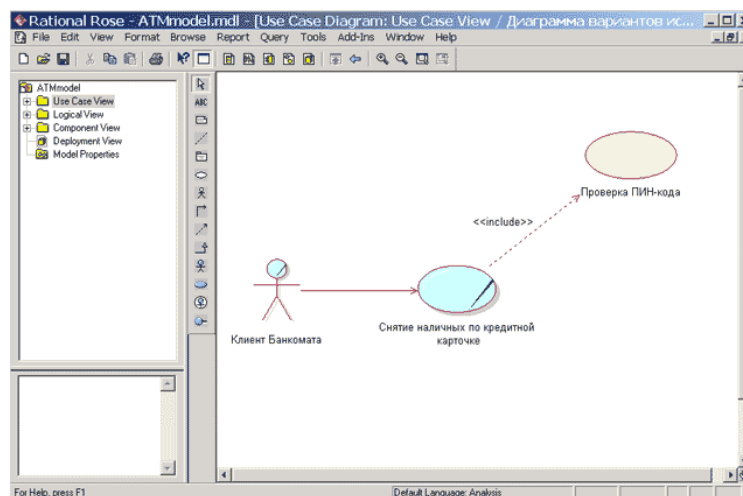 Rational Rose - ATMmodel.mdl - [Use Case Diagram: Use Case View / Диаграмма вариантов ис...
File Edit View Format Browse Report Query Tools Add-Ins Window Help
ATMmodel
Use Case View
Logical View
Component View
Deployment View
Model Properties
ABC
Проверка ПИН-кода
<<include>>
Клиент Банкомата
Снятие наличных по кредитной
карточке
For Help, press F1
Default Language: Analysis